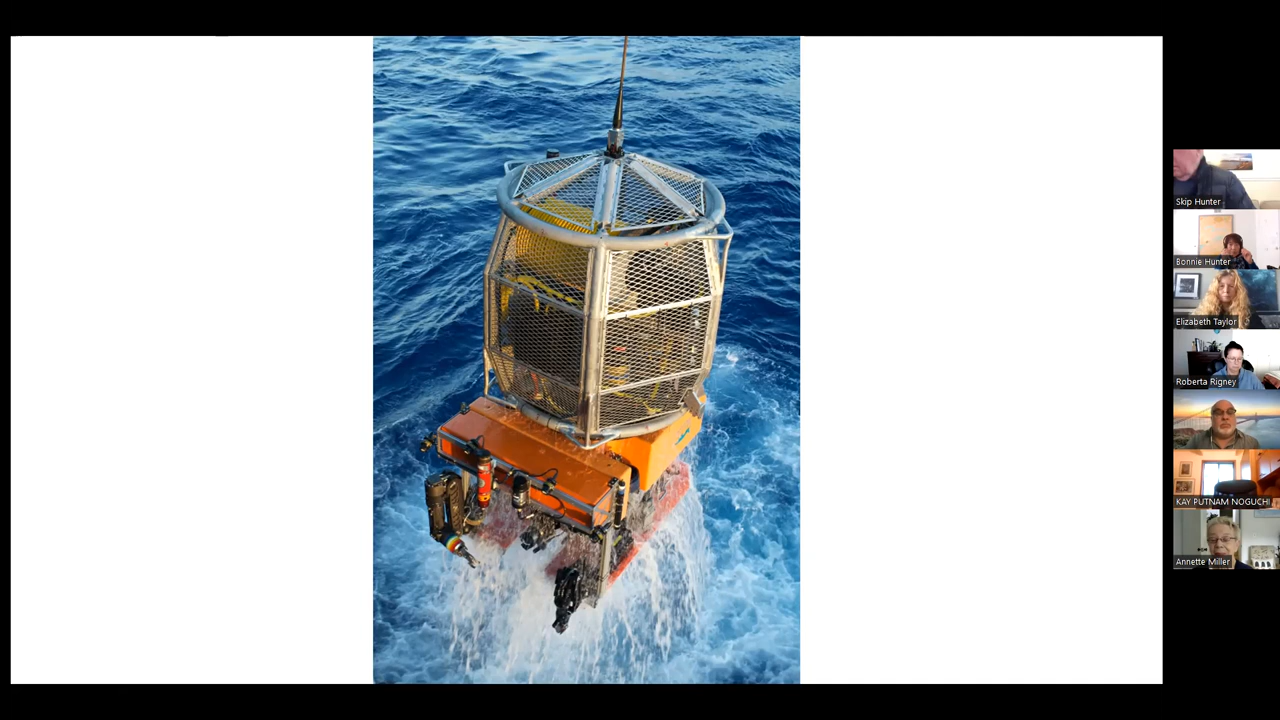 Skip Hunter
Bonnie Hunter
Elizabeth Taylor
Roberta Rigney
KAY PUTNAM NOGUCHI
Annette Miller